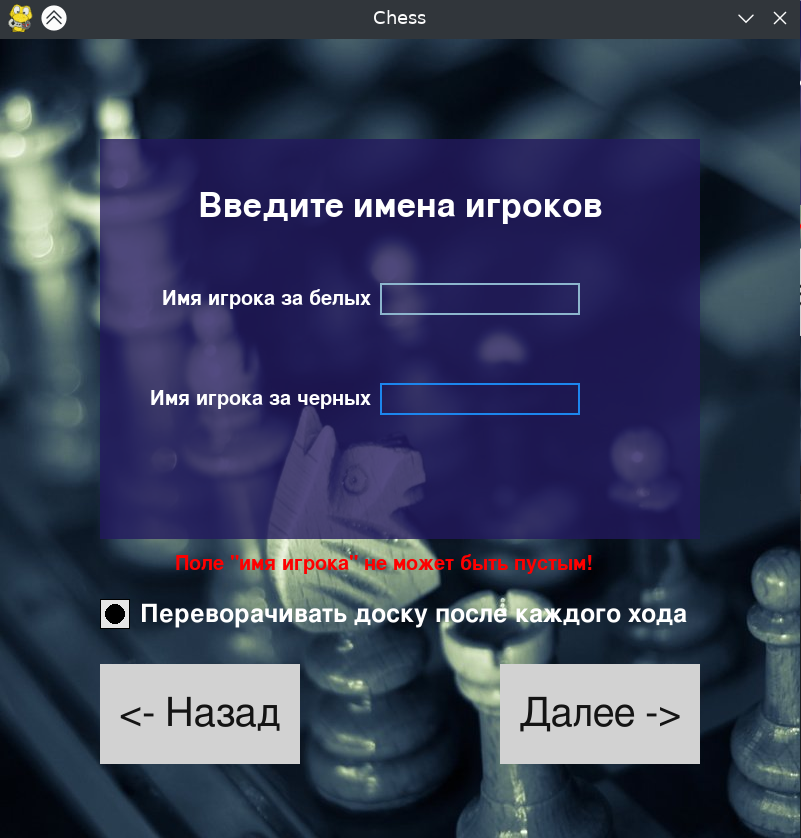 Chess
Введите имена игроков
Имя игрока за белых
Имя игрока за черных
Поле "имя игрока" не может быть пустым!
Переворачивать доску после каждого хода
<- Назад
Далее ->